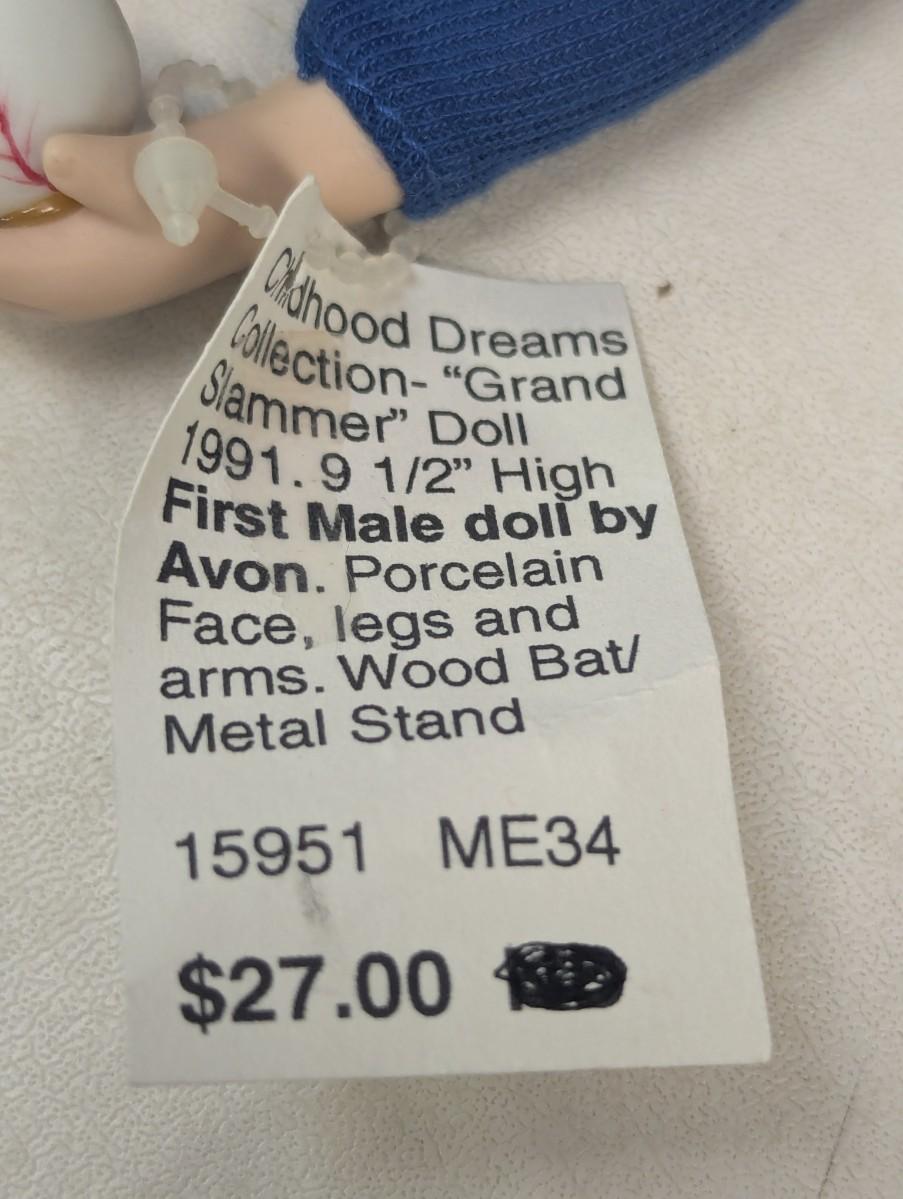 Childhood Dreams
Collection- “Grand
Slammer” Doll
1991. 9 1/2” High
First Male doll by
Avon. Porcelain
Face, legs and
arms. Wood Bat/
Metal Stand
15951 ME34
$27.00